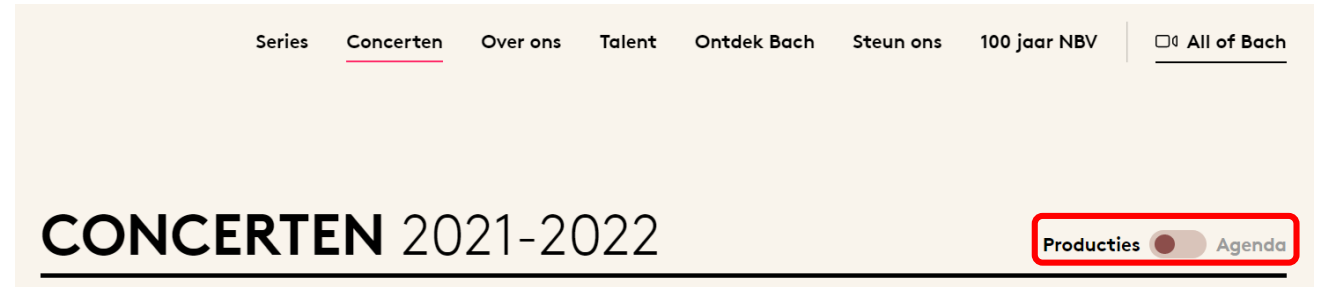 Series Concerten Over ons Talent Ontdek Bach Steun ons 100 jaar NBV All of Bach
CONCERTEN 2021-2022
Producties Agenda